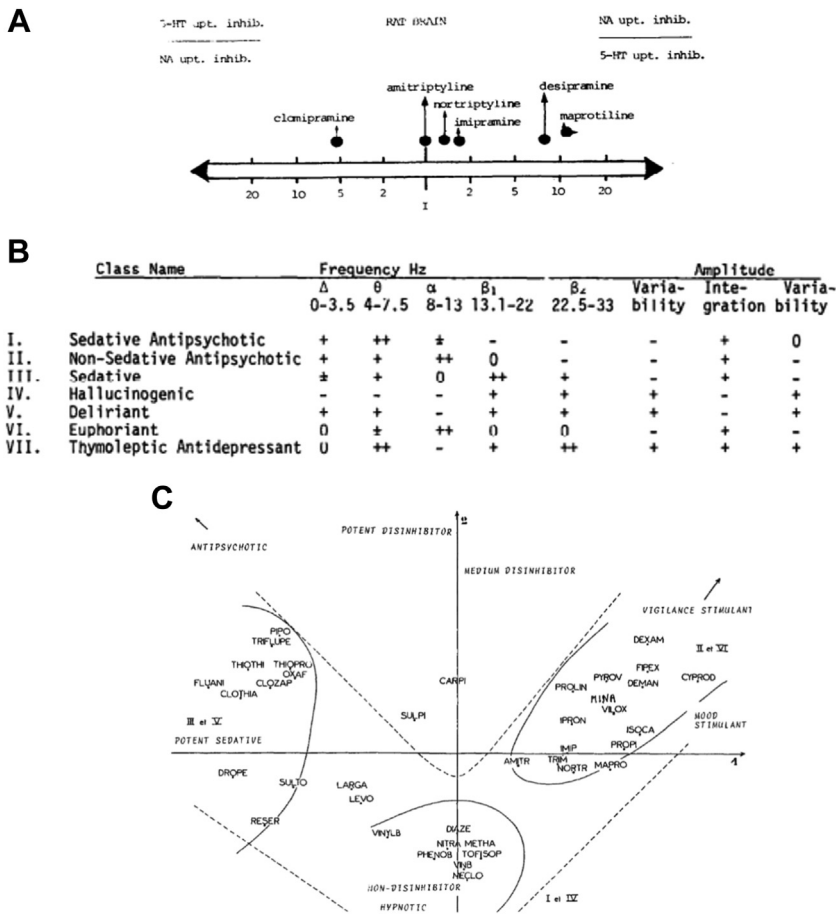 A
5-HT upt. inhib.
NA upt. inhib.
RAT BRAIN
NA upt. inhib.
5-HT upt. inhib.
amitriptyline
desipramine
nortriptyline
clomipramine
imipramine
maprotiline
20 10 5 2 I 2 5 10 20
B
Class Name Frequency Hz Amplitude
Δ θ α β₁ β₂ Varia- Inte- Varia-
0-3.5 4-7.5 8-13 13.1-22 22.5-33 bility gration bility
I. Sedative Antipsychotic + ++ ± - - - + 0
II. Non-Sedative Antipsychotic + + ++ 0 - - + -
III. Sedative ± + 0 ++ + - + -
IV. Hallucinogenic - - - + + + - +
V. Deliriant + + - + + + - +
VI. Euphoriant 0 ± ++ 0 0 - + -
VII. Thymoleptic Antidepressant 0 ++ - + ++ + + +
C
2
ANTIPSYCHOTIC
POTENT DISINHIBITOR
MEDIUM DISINHIBITOR
VIGILANCE STIMULANT
PIPO
TRIFLUPE
DEXAM
II et VI
THIOTHI THIOPRO
OXAF
FLUANI CLOZAP
CLOTHIA
CARPI
FIPEX
PYROV
DEMAN
CYPROD
PROLIN
MINA
VILOX
SULPI
IPRON
MOOD
STIMULANT
III et V
ISOCA
POTENT SEDATIVE
IMIP
PROPI
1
AMITR
TRIM
NORTR
MAPRO
DROPE
SULTO
LARGA
LEVO
RESER
VINYLB
DIAZE
NITRA METHA
PHENOB TOFISOP
VINB
NECLO
NON-DISINHIBITOR
HYPNOTIC
I et IV